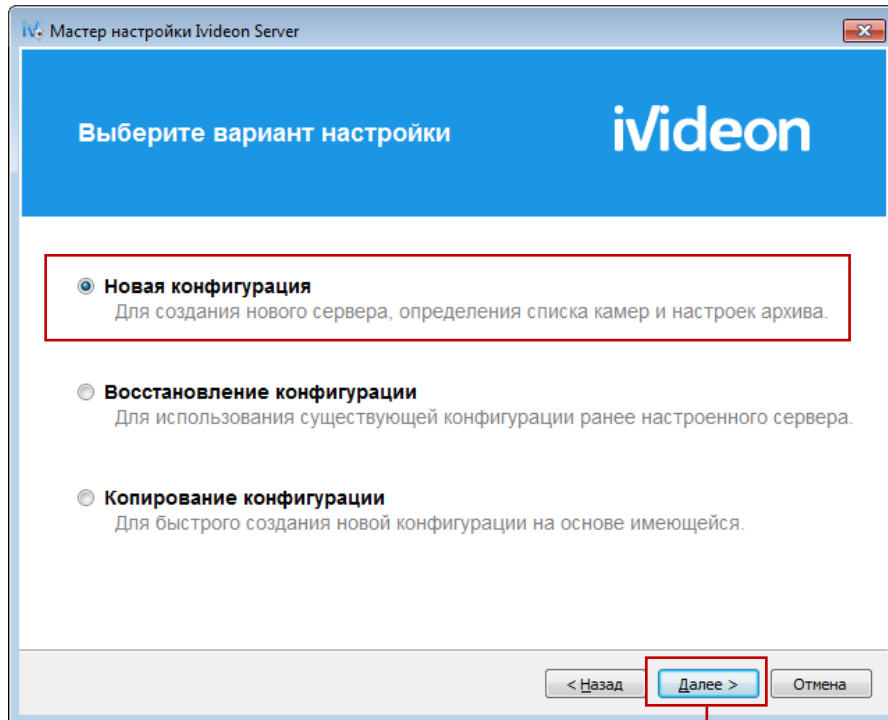 Мастер настройки Ivideon Server
Выберите вариант настройки
iVideon
Новая конфигурация
Для создания нового сервера, определения списка камер и настроек архива.
Восстановление конфигурации
Для использования существующей конфигурации ранее настроенного сервера.
Копирование конфигурации
Для быстрого создания новой конфигурации на основе имеющейся.
< Назад Далее > Отмена